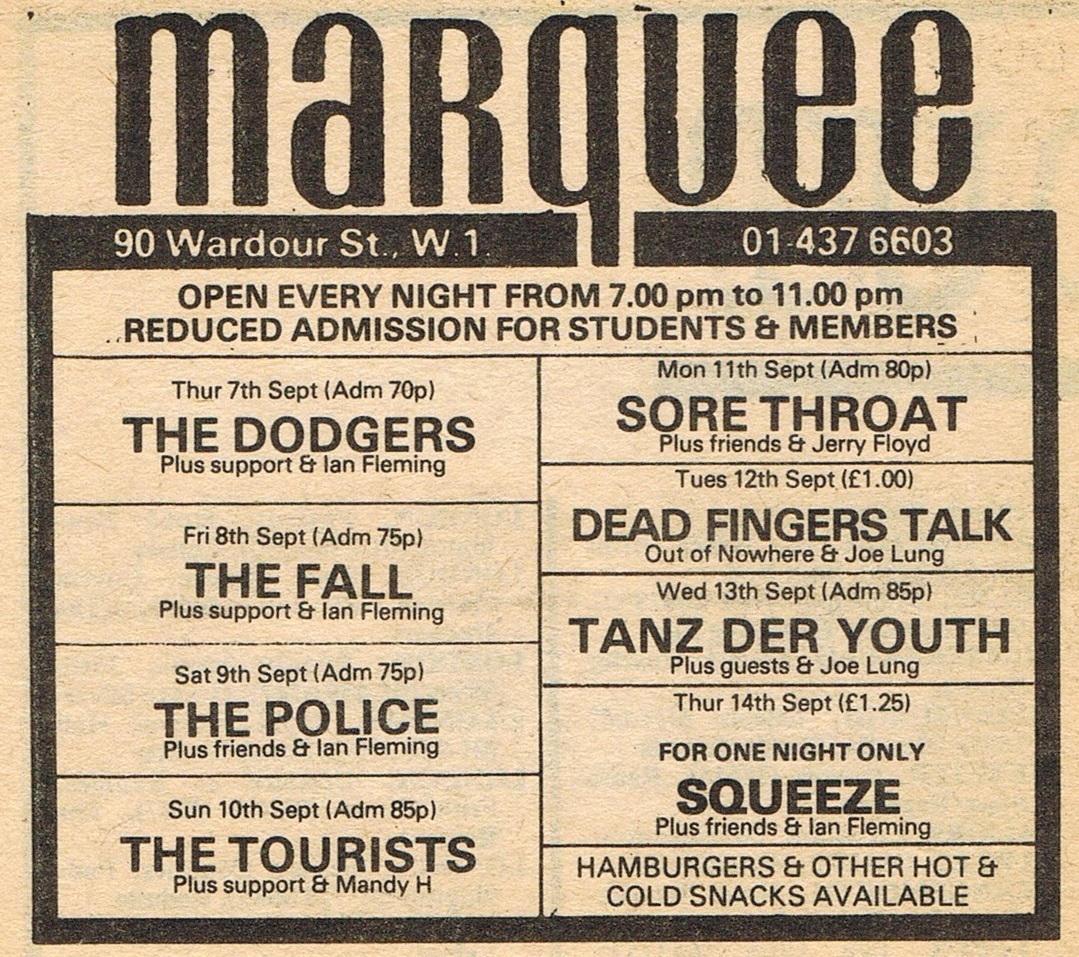 marquee
90 Wardour St., W.1.
01-437 6603
OPEN EVERY NIGHT FROM 7.00 pm to 11.00 pm
REDUCED ADMISSION FOR STUDENTS & MEMBERS
Thur 7th Sept (Adm 70p)
THE DODGERS
Plus support & Ian Fleming
Fri 8th Sept (Adm 75p)
THE FALL
Plus support & Ian Fleming
Sat 9th Sept (Adm 75p)
THE POLICE
Plus friends & Ian Fleming
Sun 10th Sept (Adm 85p)
THE TOURISTS
Plus support & Mandy H
Mon 11th Sept (Adm 80p)
SORE THROAT
Plus friends & Jerry Floyd
Tues 12th Sept (£1.00)
DEAD FINGERS TALK
Out of Nowhere & Joe Lung
Wed 13th Sept (Adm 85p)
TANZ DER YOUTH
Plus guests & Joe Lung
Thur 14th Sept (£1.25)
FOR ONE NIGHT ONLY
SQUEEZE
Plus friends & Ian Fleming
HAMBURGERS & OTHER HOT &
COLD SNACKS AVAILABLE